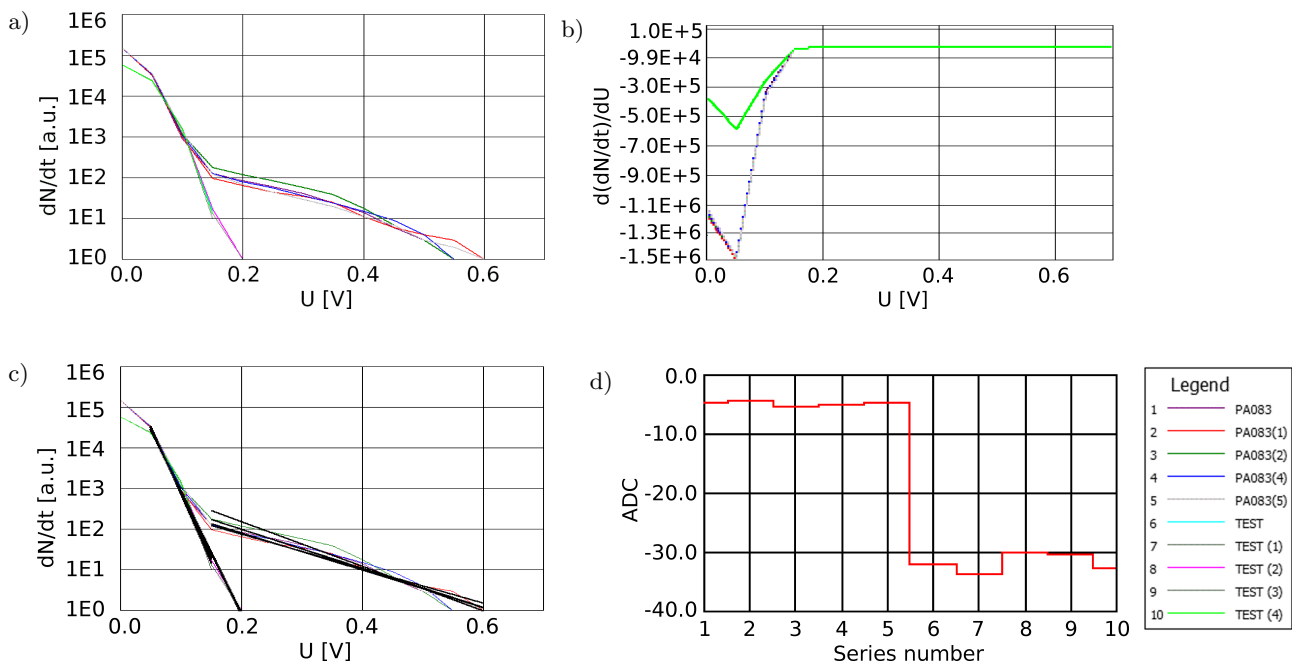 a)
1E6
1E5
1E4
1E3
1E2
1E1
1E0
dN/dt [a.u.]
0.0 0.2 0.4 0.6
U [V]
b)
1.0E+5
-9.9E+4
-3.0E+5
-5.0E+5
-7.0E+5
-9.0E+5
-1.1E+6
-1.3E+6
-1.5E+6
d(dN/dt)/dU
0.0 0.2 0.4 0.6
U [V]
c)
1E6
1E5
1E4
1E3
1E2
1E1
1E0
dN/dt [a.u.]
0.0 0.2 0.4 0.6
U [V]
d)
0.0
-10.0
-20.0
-30.0
-40.0
ADC
1 2 3 4 5 6 7 8 9 10
Series number
Legend
1 PA083
2 PA083(1)
3 PA083(2)
4 PA083(4)
5 PA083(5)
6 TEST
7 TEST (1)
8 TEST (2)
9 TEST (3)
10 TEST (4)